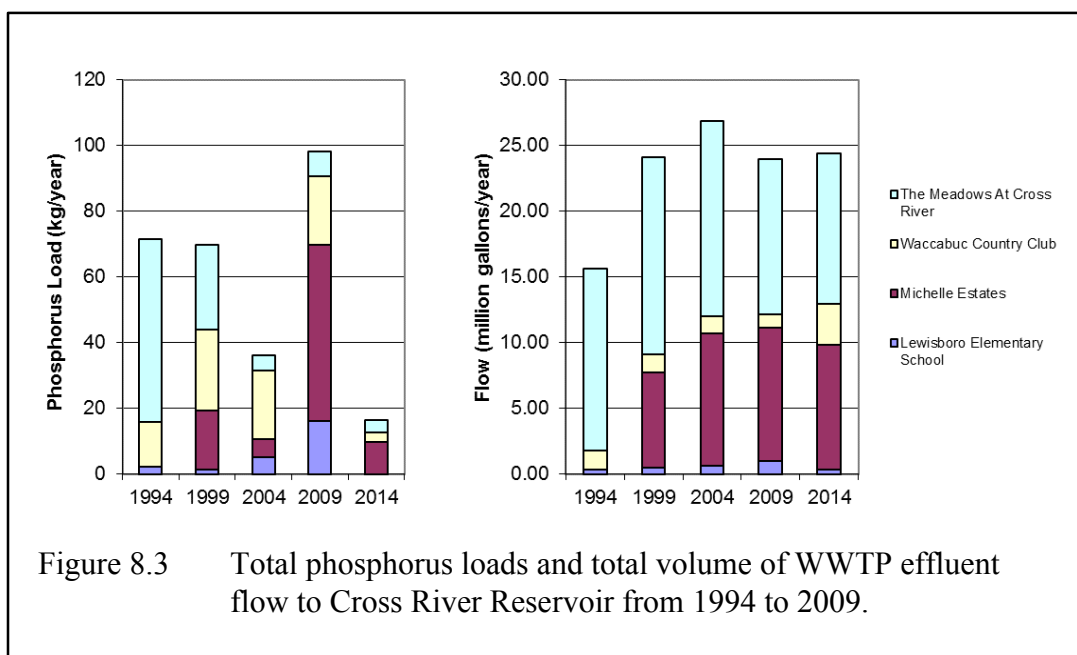 120
100
80
60
40
20
0
Phosphorus Load (kg/year)
1994 1999 2004 2009 2014
30.00
25.00
20.00
15.00
10.00
5.00
0.00
Flow (million gallons/year)
1994 1999 2004 2009 2014
The Meadows At Cross
River
Waccabuc Country Club
Michelle Estates
Lewisboro Elementary
School
Figure 8.3 Total phosphorus loads and total volume of WWTP effluent
flow to Cross River Reservoir from 1994 to 2009.